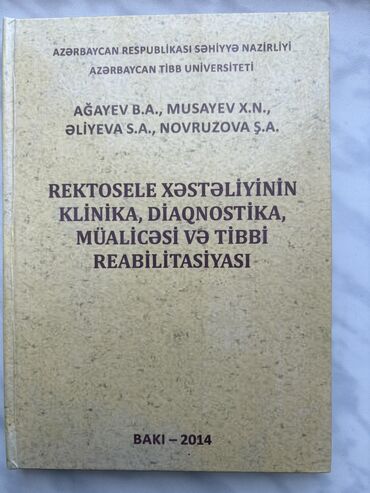 AZƏRBAYCAN RESPUBLİKASI SƏHİYYƏ NAZİRLİYİ
AZƏRBAYCAN TİBB UNİVERSİTETİ
AĞAYEV B.A., MUSAYEV X.N.,
ƏLİYEVA S.A., NOVRUZOVA Ş.A.
REKTOSELE XƏSTƏLİYİNİN
KLİNİKA, DİAQNOSTİKA,
MÜALİCƏSİ VƏ TİBBİ
REABİLİTASİYASI
BAKI – 2014